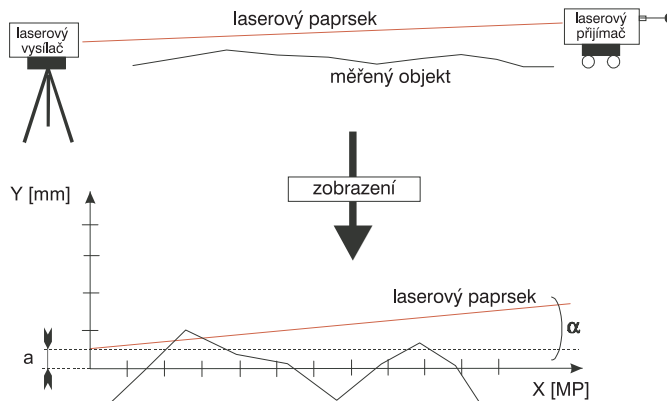 laserový paprsek
laserový
vysílač
laserový
přijímač
měřený objekt
zobrazení
Y [mm]
laserový paprsek
α
a
X [MP]